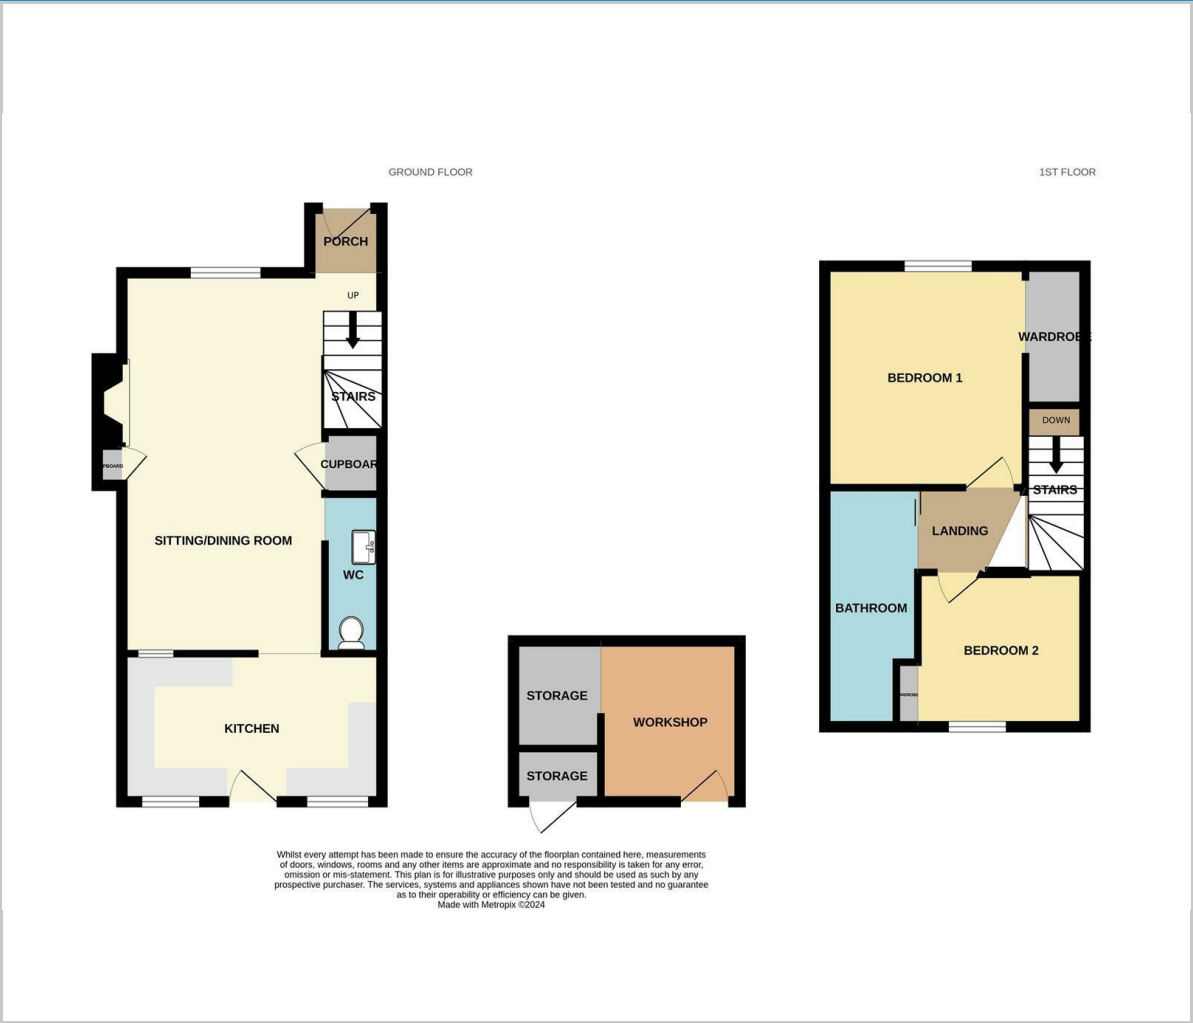 GROUND FLOOR
1ST FLOOR
PORCH
UP
STAIRS
CUPBOAR
PBOARD
SITTING/DINING ROOM
WC
KITCHEN
STORAGE
WORKSHOP
STORAGE
WARDROBE
BEDROOM 1
DOWN
STAIRS
LANDING
BATHROOM
BEDROOM 2
Whilst every attempt has been made to ensure the accuracy of the floorplan contained here, measurements
of doors, windows, rooms and any other items are approximate and no responsibility is taken for any error,
omission or mis-statement. This plan is for illustrative purposes only and should be used as such by any
prospective purchaser. The services, systems and appliances shown have not been tested and no guarantee
as to their operability or efficiency can be given.
Made with Metropix ©2024